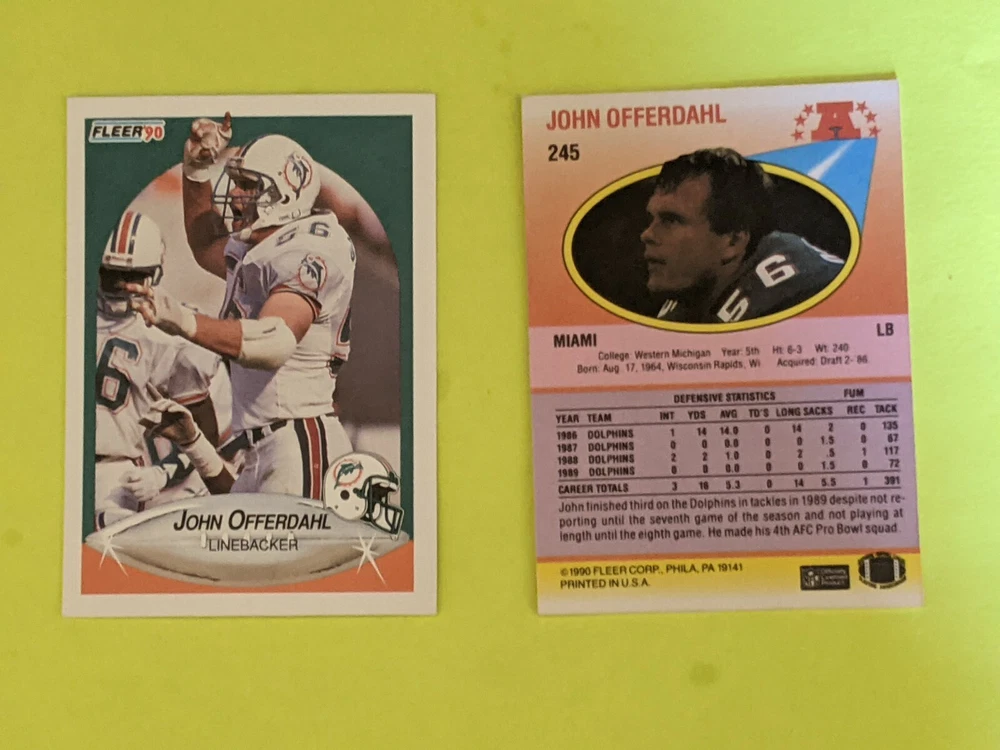 FLEER '90
56
6
JOHN OFFERDAHL
LINEBACKER
JOHN OFFERDAHL
A
245
56
MIAMI
LB
College: Western Michigan Year: 5th Ht: 6-3 Wt: 240
Born: Aug 17, 1964, Wisconsin Rapids, Wi Acquired: Draft 2- 86
DEFENSIVE STATISTICS FUM
YEAR TEAM INT YDS AVG TD'S LONG SACKS REC TACK
1986 DOLPHINS 1 14 14.0 0 14 2 0 135
1987 DOLPHINS 0 0 0.0 0 0 1.5 0 67
1988 DOLPHINS 2 2 1.0 0 2 .5 1 117
1989 DOLPHINS 0 0 0.0 0 0 1.5 0 72
CAREER TOTALS 3 16 5.3 0 14 5.5 1 391
John finished third on the Dolphins in tackles in 1989 despite not re-
porting until the seventh game of the season and not playing at
length until the eighth game. He made his 4th AFC Pro Bowl squad.
©1990 FLEER CORP., PHILA, PA 19141
PRINTED IN U.S.A.
Officially
Licensed
Product